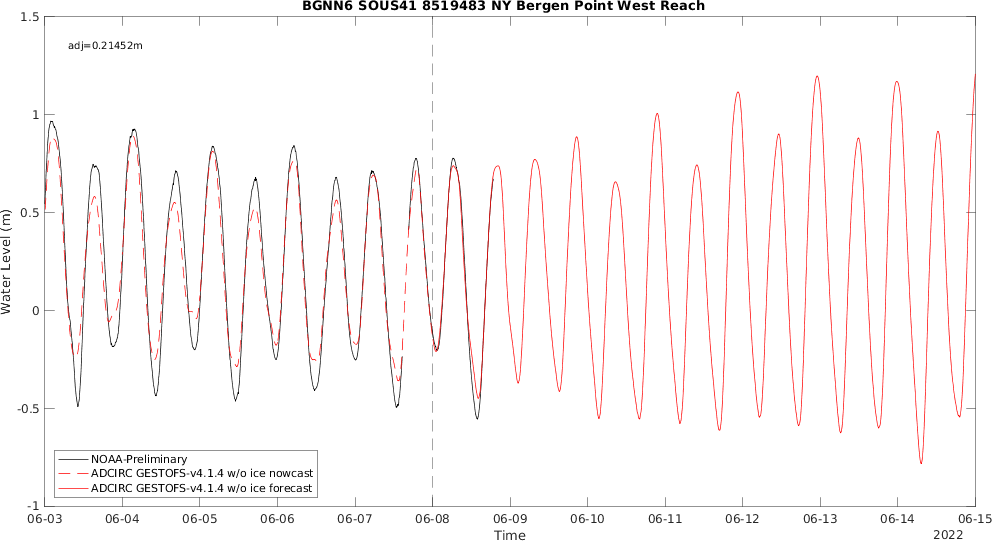 BGNN6 SOUS41 8519483 NY Bergen Point West Reach
adj=0.21452m
Water Level (m)
1.5
1
0.5
0
-0.5
-1
NOAA-Preliminary
ADCIRC GESTOFS-v4.1.4 w/o ice nowcast
ADCIRC GESTOFS-v4.1.4 w/o ice forecast
06-03 06-04 06-05 06-06 06-07 06-08 06-09 06-10 06-11 06-12 06-13 06-14 06-15
Time
2022